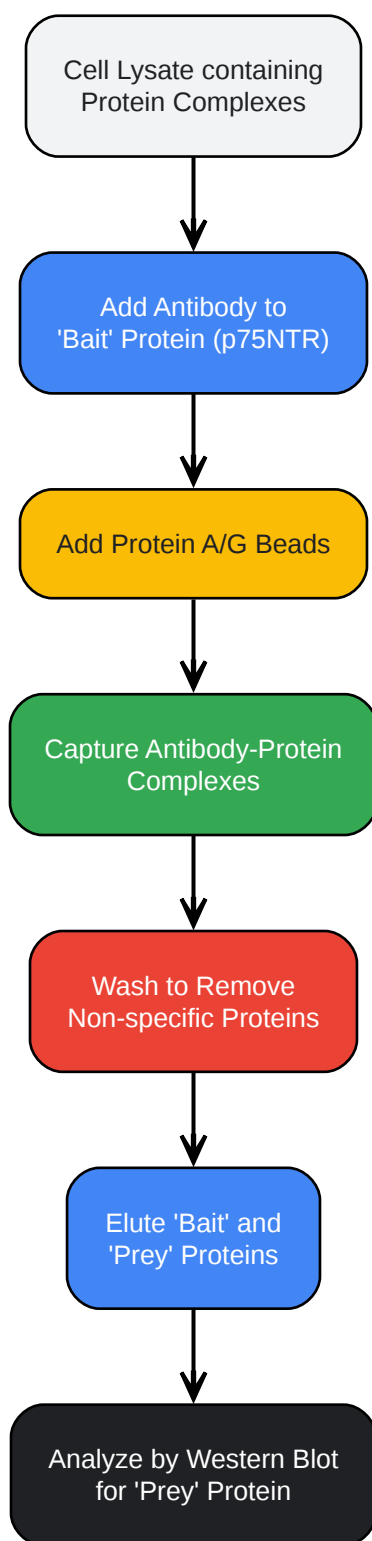 Cell Lysate containing
Protein Complexes
Add Antibody to
'Bait' Protein (p75NTR)
Add Protein A/G Beads
Capture Antibody-Protein
Complexes
Wash to Remove
Non-specific Proteins
Elute 'Bait' and
'Prey' Proteins
Analyze by Western Blot
for 'Prey' Protein